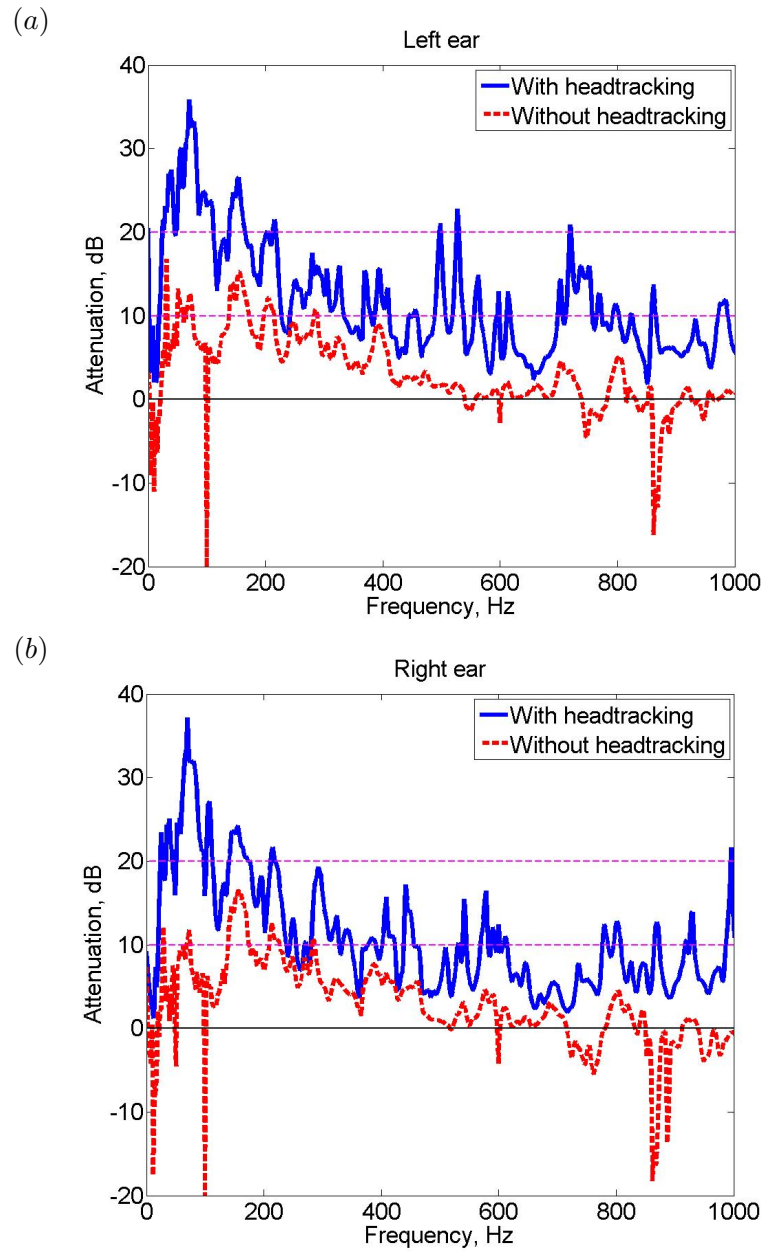 (a)
Left ear
With headtracking
Without headtracking
40
30
20
10
0
-10
-20
Attenuation, dB
0 200 400 600 800 1000
Frequency, Hz
(b)
Right ear
With headtracking
Without headtracking
40
30
20
10
0
-10
-20
Attenuation, dB
0 200 400 600 800 1000
Frequency, Hz